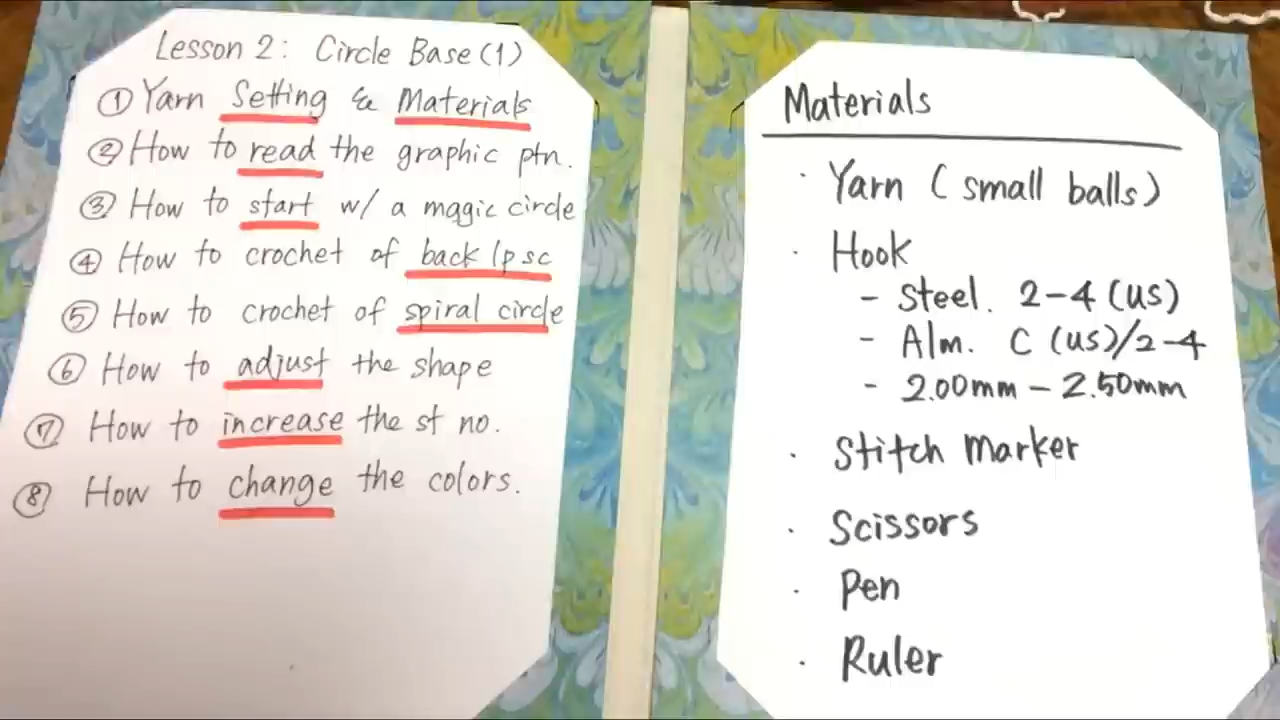 Lesson 2: Circle Base (1)
① Yarn Setting & Materials
② How to read the graphic ptn.
③ How to start w/ a magic circle
④ How to crochet of back lp sc
⑤ How to crochet of spiral circle
⑥ How to adjust the shape
⑦ How to increase the st no.
⑧ How to change the colors.
Materials
· Yarn (small balls)
· Hook
- Steel. 2-4 (US)
- Alm. C (US)/2-4
- 2.00mm - 2.50mm
· Stitch Marker
· Scissors
· Pen
· Ruler